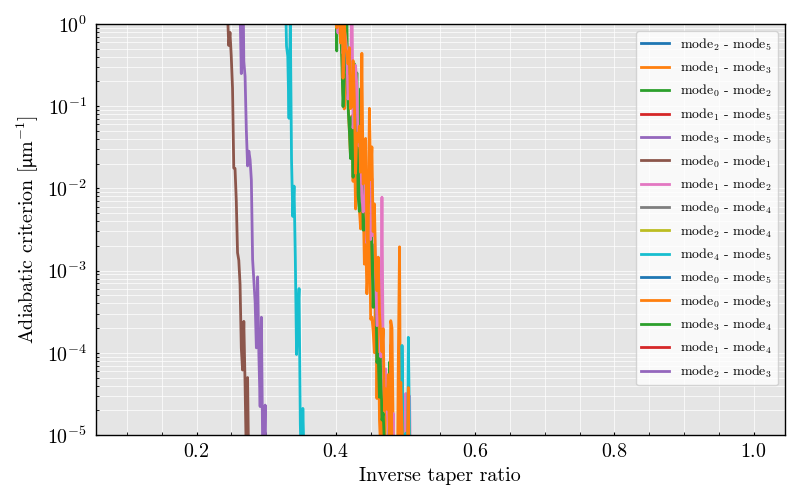 Adiabatic criterion [µm⁻¹]
10⁰
10⁻¹
10⁻²
10⁻³
10⁻⁴
10⁻⁵
mode₂ - mode₅
mode₁ - mode₃
mode₀ - mode₂
mode₁ - mode₅
mode₃ - mode₅
mode₀ - mode₁
mode₁ - mode₂
mode₀ - mode₄
mode₂ - mode₄
mode₄ - mode₅
mode₀ - mode₅
mode₀ - mode₃
mode₃ - mode₄
mode₁ - mode₄
mode₂ - mode₃
0.2 0.4 0.6 0.8 1.0
Inverse taper ratio